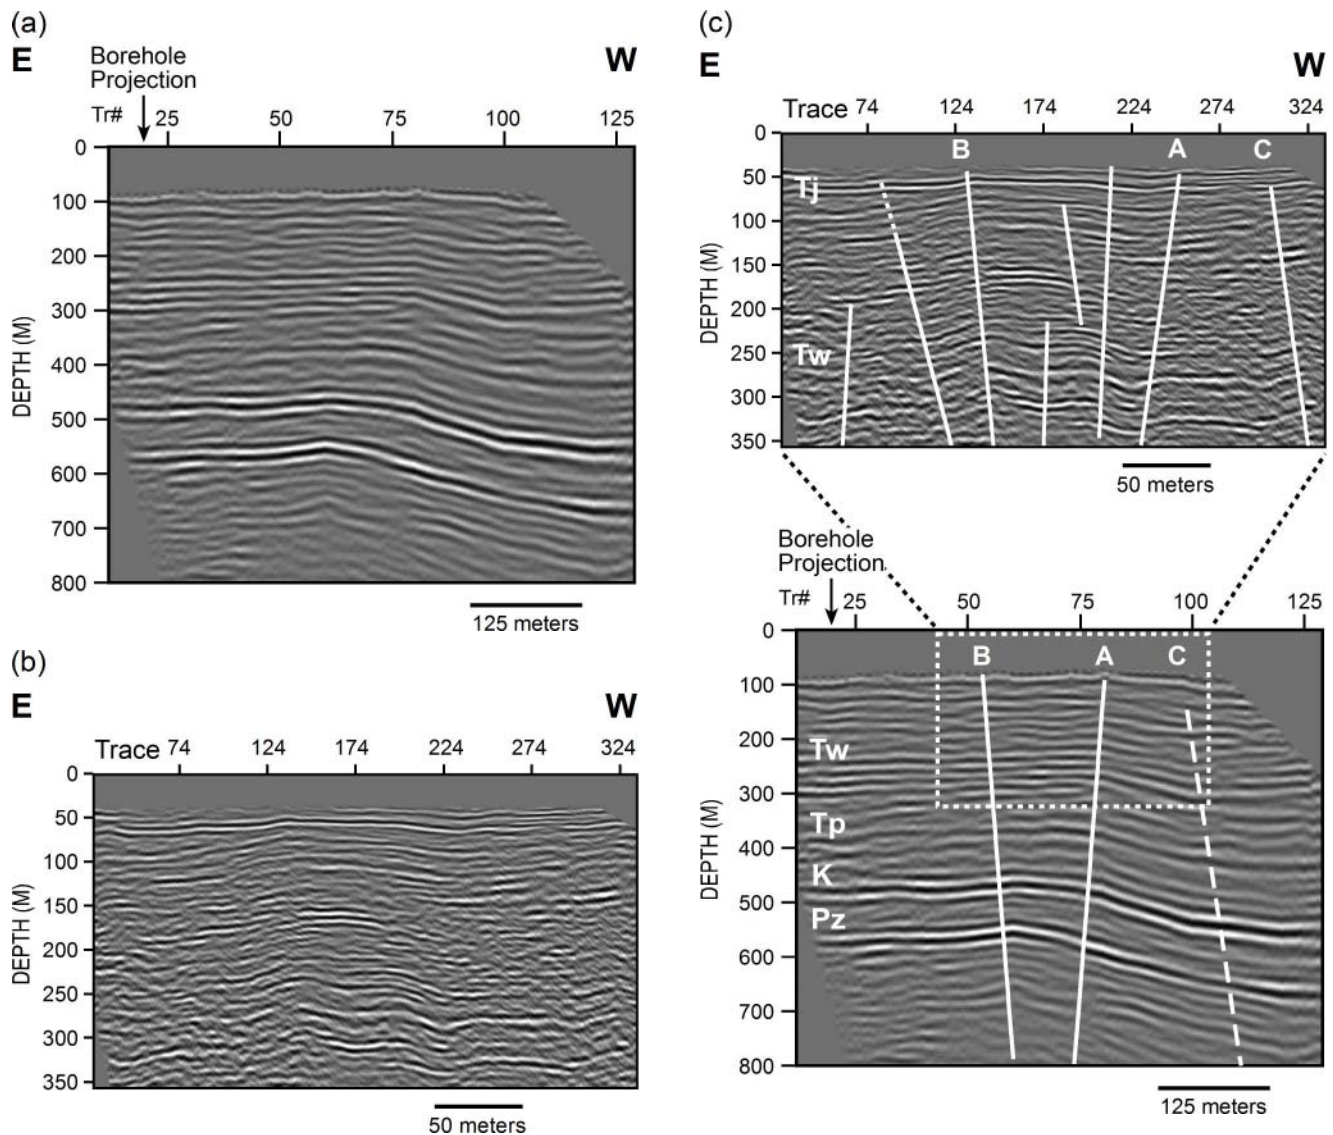 (a)
E
Borehole
Projection
W
Tr# 25 50 75 100 125
0
100
200
300
400
500
600
700
800
DEPTH (M)
125 meters
(b)
E W
Trace 74 124 174 224 274 324
0
50
100
150
200
250
300
350
DEPTH (M)
50 meters
(c)
E W
Trace 74 124 174 224 274 324
0
50
100
150
200
250
300
350
DEPTH (M)
B A C
Tj
Tw
50 meters
Borehole
Projection
Tr# 25 50 75 100 125
0
100
200
300
400
500
600
700
800
DEPTH (M)
B A C
Tw
Tp
K
Pz
125 meters